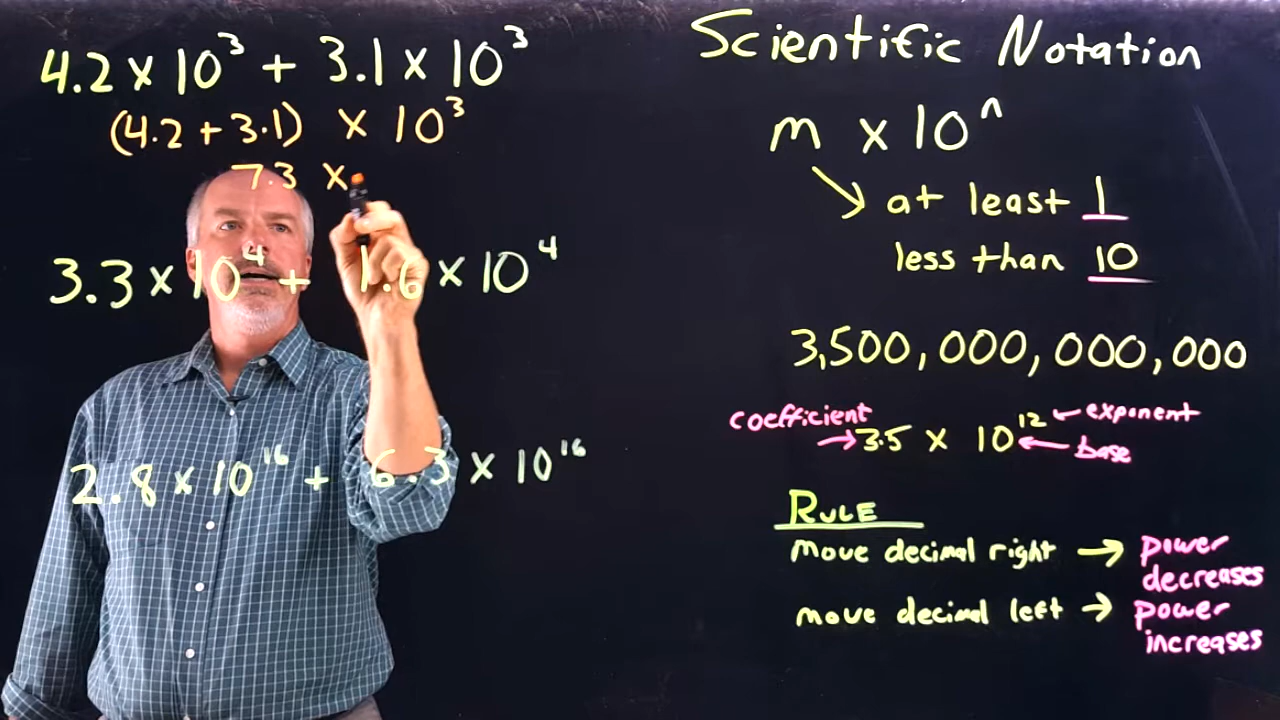 4.2 x 10³ + 3.1 x 10³
(4.2 + 3.1) x 10³
7.3 x
3.3 x 10⁴ + 1.6 x 10⁴
2.8 x 10¹⁶ + 6.3 x 10¹⁶
Scientific Notation
m x 10ⁿ
↘ at least 1
less than 10
3,500,000,000,000
coefficient
→ 3.5 x 10¹² ← exponent
← base
RULE
move decimal right → power decreases
move decimal left → power increases